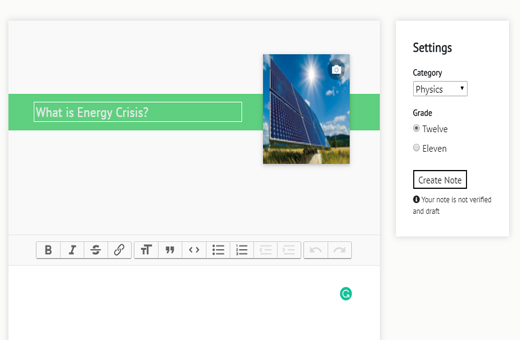 What is Energy Crisis?
Settings
Category
Physics
Grade
Twelve
Eleven
Create Note
Your note is not verified
and draft